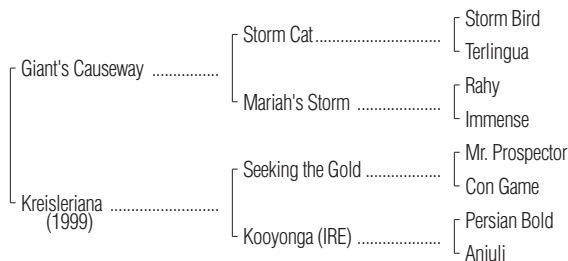 Storm Bird
Storm Cat
Terlingua
Giant's Causeway
Rahy
Mariah's Storm
Immense
Mr. Prospector
Seeking the Gold
Con Game
Kreisleriana
(1999)
Persian Bold
Kooyonga (IRE)
Anjuli